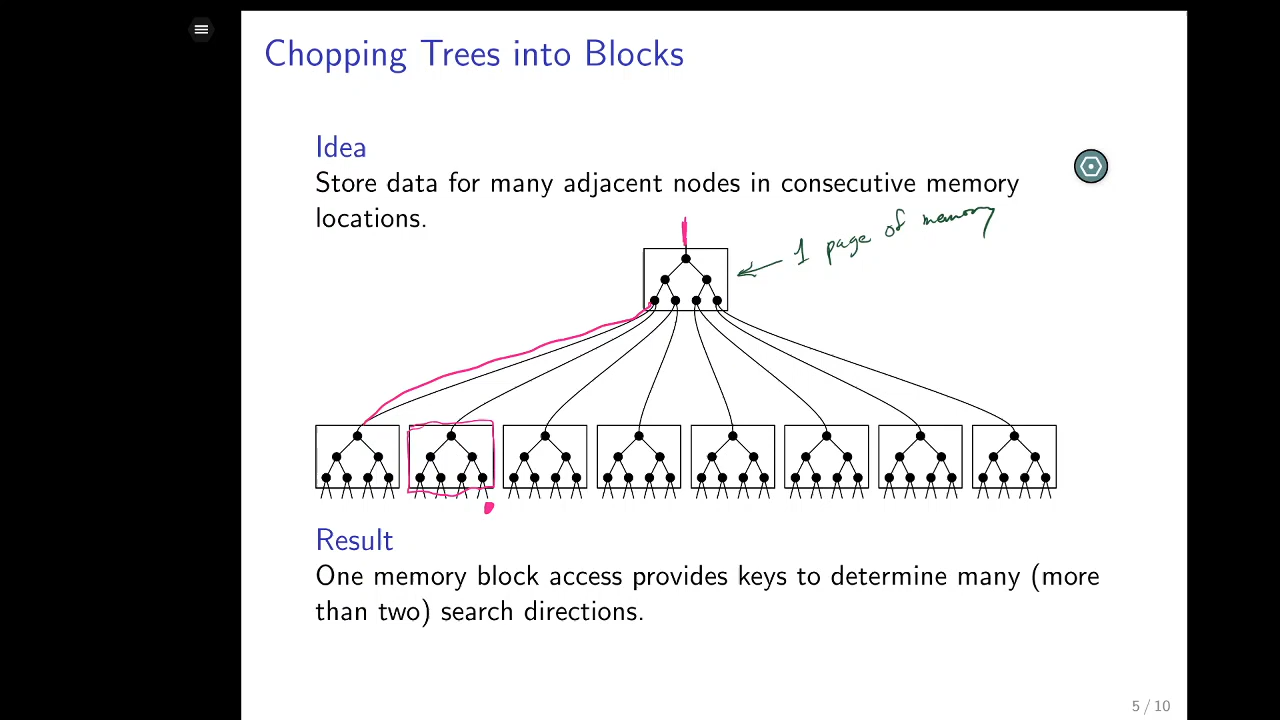 Chopping Trees into Blocks
Idea
Store data for many adjacent nodes in consecutive memory
locations.
1 page of memory
Result
One memory block access provides keys to determine many (more
than two) search directions.
5 / 10